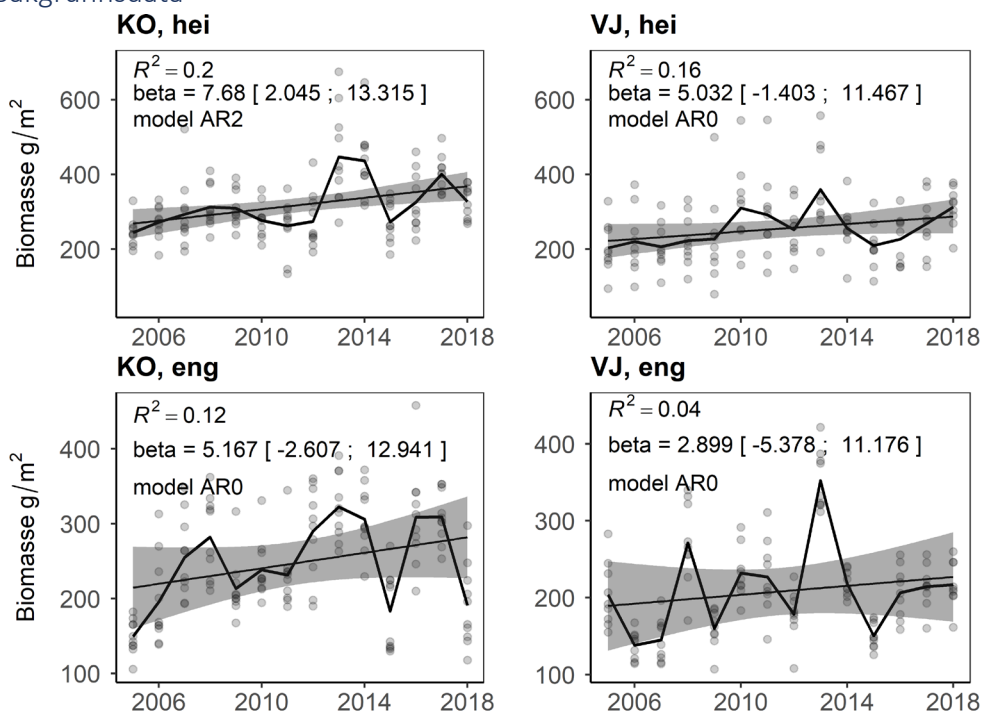 KO, hei
R² = 0.2
beta = 7.68 [ 2.045 ; 13.315 ]
model AR2
Biomasse g/m²
600
400
200
2006 2010 2014 2018
VJ, hei
R² = 0.16
beta = 5.032 [ -1.403 ; 11.467 ]
model AR0
600
400
200
2006 2010 2014 2018
KO, eng
R² = 0.12
beta = 5.167 [ -2.607 ; 12.941 ]
model AR0
Biomasse g/m²
400
300
200
100
2006 2010 2014 2018
VJ, eng
R² = 0.04
beta = 2.899 [ -5.378 ; 11.176 ]
model AR0
400
300
200
100
2006 2010 2014 2018